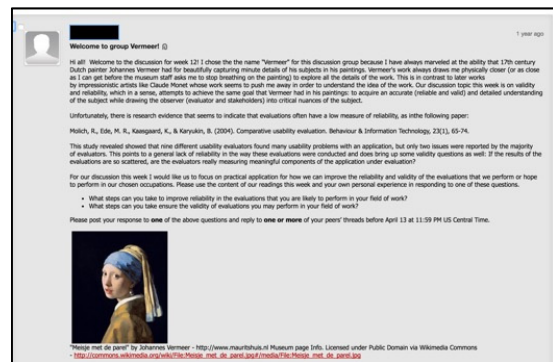 1 year ago
Welcome to group Vermeer!
Hi all! Welcome to the discussion for week 12! I chose the the name "Vermeer" for this discussion group because I have always marveled at the ability that 17th century
Dutch painter Johannes Vermeer had for beautifully capturing minute details of his subjects in his paintings. Vermeer's work always draws me physically closer (or as close
as I can get before the museum staff asks me to stop breathing on the painting) to explore all the details of the work. This is in contrast to later works
by impressionistic artists like Claude Monet whose work seems to push me away in order to understand the idea of the work. Our discussion topic this week is on validity
and reliability, which in a sense, attempts to achieve the same goal that Vermeer had in his paintings: to acquire an accurate (reliable and valid) and detailed understanding
of the subject while drawing the observer (evaluator and stakeholders) into critical nuances of the subject.
Unfortunately, there is research evidence that seems to indicate that evaluations often have a low measure of reliability, as inthe following paper:
Molich, R., Ede, M. R., Kaasgaard, K., & Karyukin, B. (2004). Comparative usability evaluation. Behaviour & Information Technology, 23(1), 65-74.
This study revealed showed that nine different usability evaluators found many usability problems with an application, but only two issues were reported by the majority
of evaluators. This points to a general lack of reliability in the way these evaluations were conducted and does bring up some validity questions as well: If the results of the
evaluations are so scattered, are the evaluators really measuring meaningful components of the application under evaluation?
For our discussion this week I would like us to focus on practical application for how we can improve the reliability and validity of the evaluations that we perform or hope
to perform in our chosen occupations. Please use the content of our readings this week and your own personal experience in responding to one of these questions.
• What steps can you take to improve reliability in the evaluations that you are likely to perform in your field of work?
• What steps can you take ensure the validity of evaluations you may perform in your field of work?
Please post your response to one of the above questions and reply to one or more of your peers' threads before April 13 at 11:59 PM US Central Time.
"Meisje met de parel" by Johannes Vermeer - http://www.mauritshuis.nl Museum page Info. Licensed under Public Domain via Wikimedia Commons
- http://commons.wikimedia.org/wiki/File:Meisje_met_de_parel.jpg#/media/File:Meisje_met_de_parel.jpg